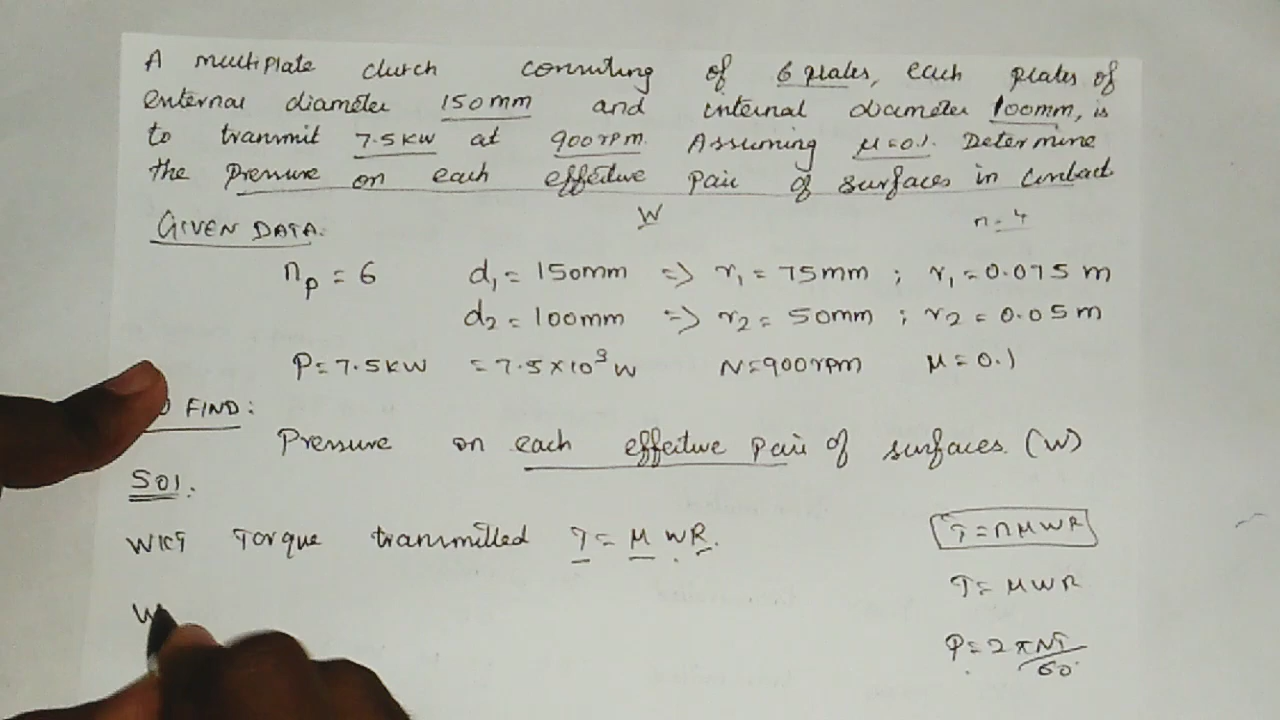 A multiplate clutch consisting of 6 plates, each plates of
external diameter 150mm and internal diameter 100mm, is
to transmit 7.5KW at 900rpm. Assuming μ=0.1. Determine
the Pressure on each effective pair of surfaces in Contact.
W n=4
GIVEN DATA:
np = 6 d1 = 150mm => r1 = 75mm ; r1 = 0.075 m
d2 = 100mm => r2 = 50mm ; r2 = 0.05 m
P = 7.5KW = 7.5×10³ W N=900rpm μ = 0.1
O FIND:
Pressure on each effective pair of surfaces. (W)
Sol.
WKT Torque transmitted T = μ WR. T = nμWR
T = μWR
W
P = 2πNT/60